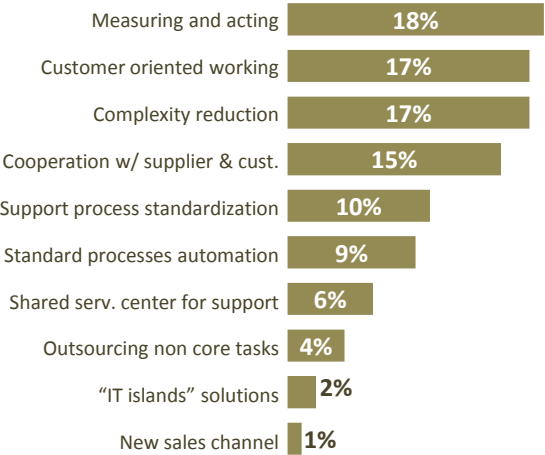 Measuring and acting 18%
Customer oriented working 17%
Complexity reduction 17%
Cooperation w/ supplier & cust. 15%
Support process standardization 10%
Standard processes automation 9%
Shared serv. center for support 6%
Outsourcing non core tasks 4%
“IT islands” solutions 2%
New sales channel 1%